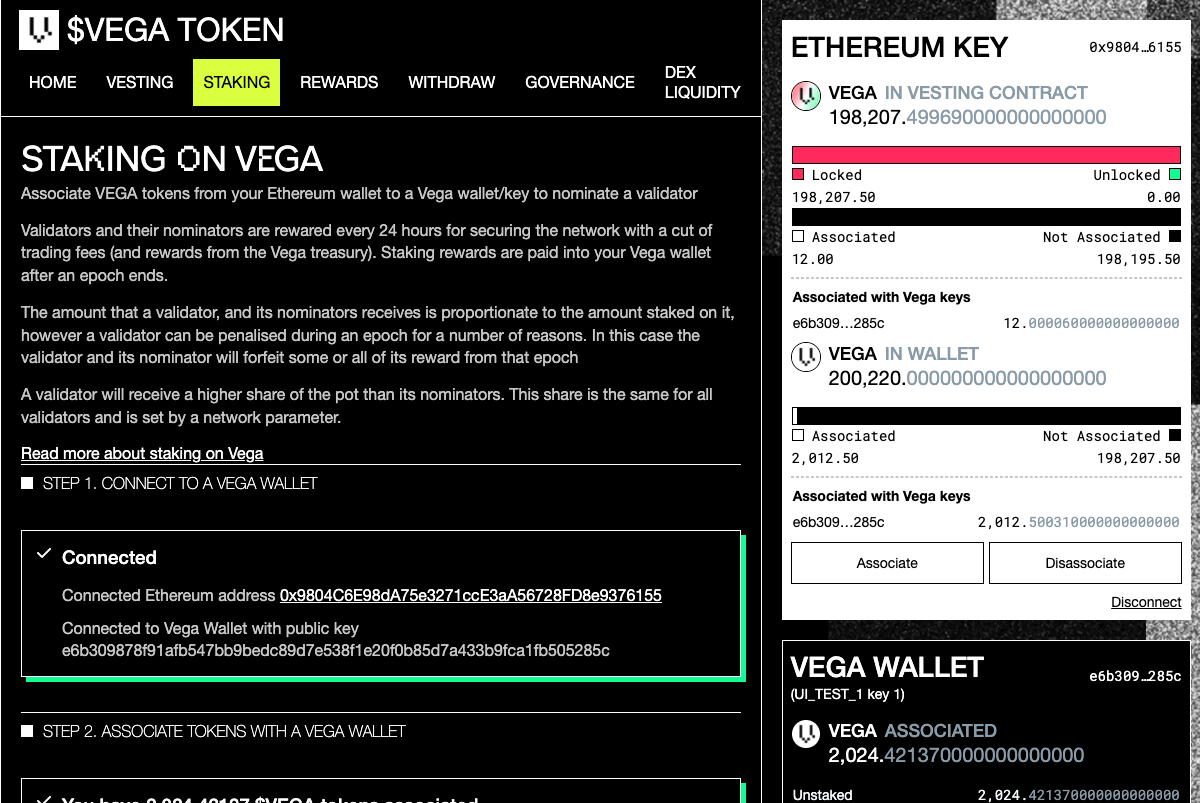 $VEGA TOKEN
HOME
VESTING
STAKING
REWARDS
WITHDRAW
GOVERNANCE
DEX
LIQUIDITY
STAKING ON VEGA
Associate VEGA tokens from your Ethereum wallet to a Vega wallet/key to nominate a validator
Validators and their nominators are rewarded every 24 hours for securing the network with a cut of
trading fees (and rewards from the Vega treasury). Staking rewards are paid into your Vega wallet
after an epoch ends.
The amount that a validator, and its nominators receives is proportionate to the amount staked on it,
however a validator can be penalised during an epoch for a number of reasons. In this case the
validator and its nominator will forfeit some or all of its reward from that epoch
A validator will receive a higher share of the pot than its nominators. This share is the same for all
validators and is set by a network parameter.
Read more about staking on Vega
STEP 1. CONNECT TO A VEGA WALLET
Connected
Connected Ethereum address 0x9804C6E98dA75e3271ccE3aA56728FD8e9376155
Connected to Vega Wallet with public key
e6b309878f91afb547bb9bedc89d7e538f1e20f0b85d7a433b9fca1fb505285c
STEP 2. ASSOCIATE TOKENS WITH A VEGA WALLET
You have 2,024.42137 $VEGA tokens associated
ETHEREUM KEY 0x9804…6155
VEGA IN VESTING CONTRACT
198,207.499690000000000000
Locked Unlocked
198,207.50 0.00
Associated Not Associated
12.00 198,195.50
Associated with Vega keys
e6b309…285c 12.000060000000000000
VEGA IN WALLET
200,220.000000000000000000
Associated Not Associated
2,012.50 198,207.50
Associated with Vega keys
e6b309…285c 2,012.500310000000000000
Associate Disassociate
Disconnect
VEGA WALLET e6b309…285c
(UI_TEST_1 key 1)
VEGA ASSOCIATED
2,024.421370000000000000
Unstaked 2,024.421370000000000000